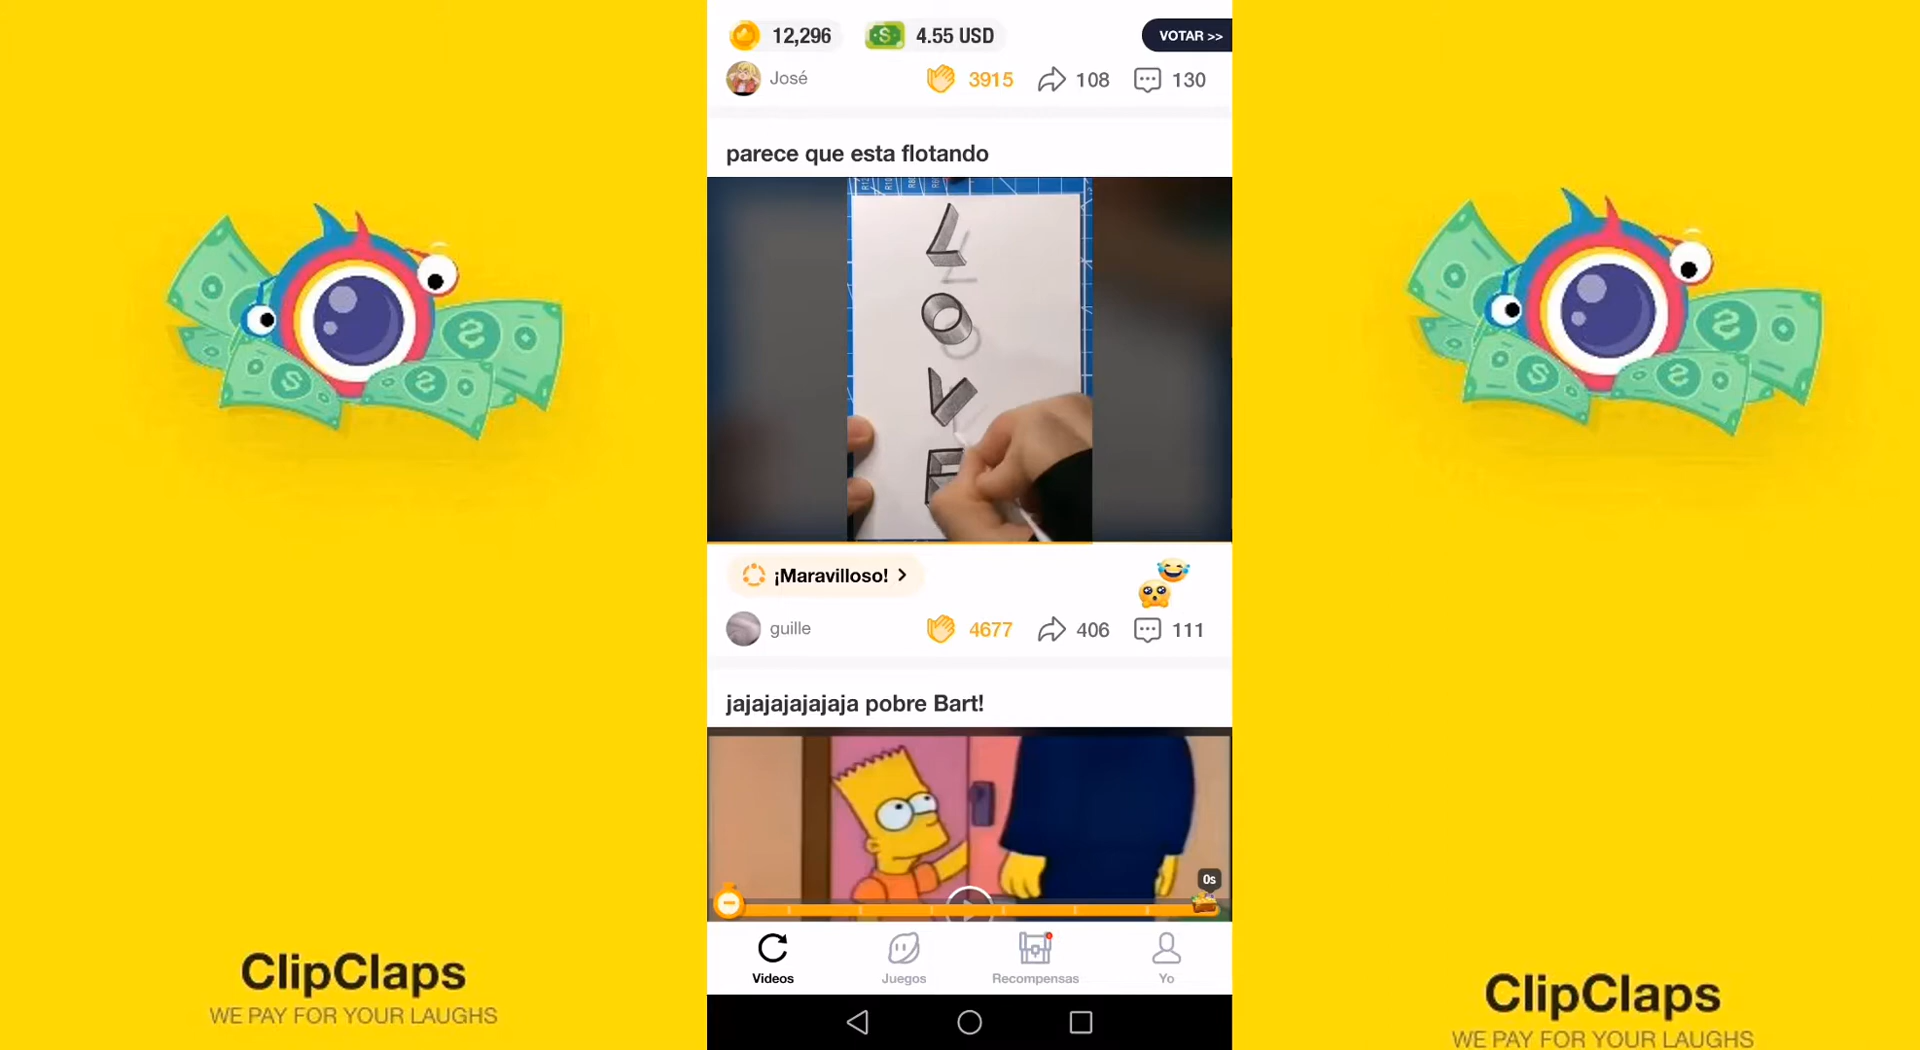 12,296
4.55 USD
VOTAR >>
José
3915
108
130
parece que esta flotando
L
O
V
E
¡Maravilloso! >
guille
4677
406
111
jajajajajajaja pobre Bart!
0s
Videos
Juegos
Recompensas
Yo
ClipClaps
WE PAY FOR YOUR LAUGHS
ClipClaps
WE PAY FOR YOUR LAUGHS